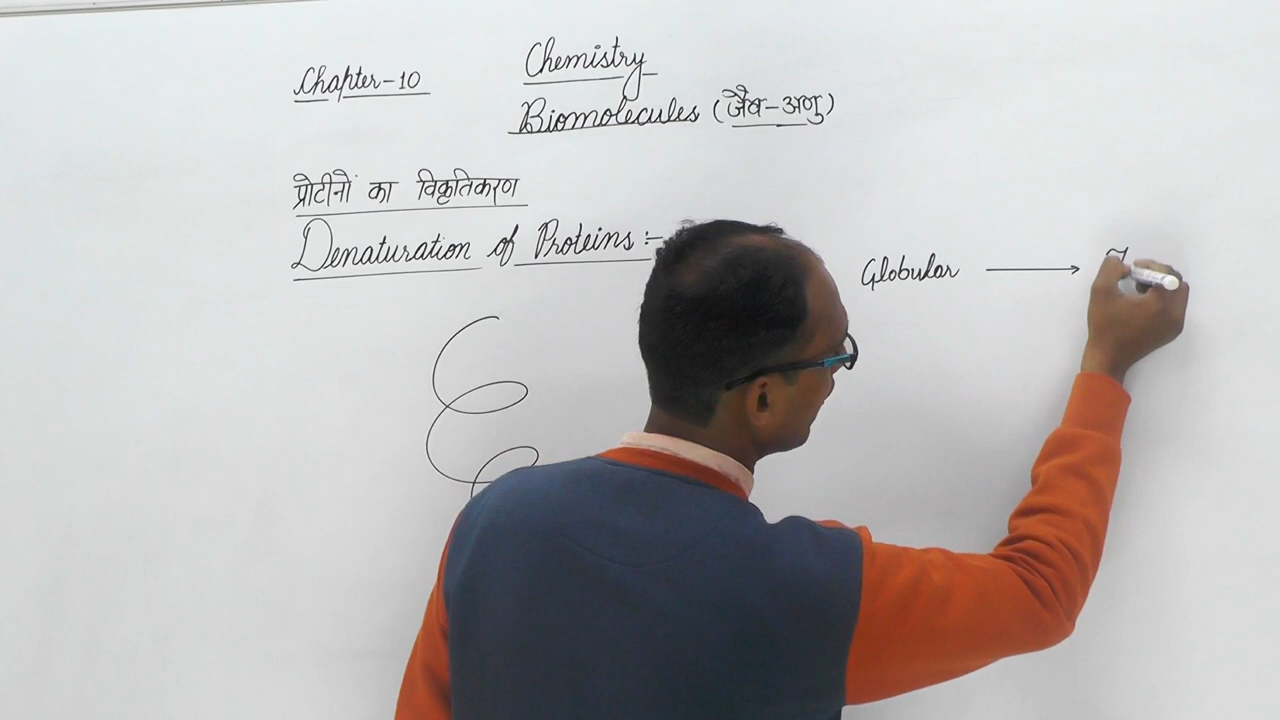 Chemistry
Chapter-10
Biomolecules (जैव-अणु)
प्रोटीनों का विकृतिकरण
Denaturation of Proteins :-
Globular ⟶